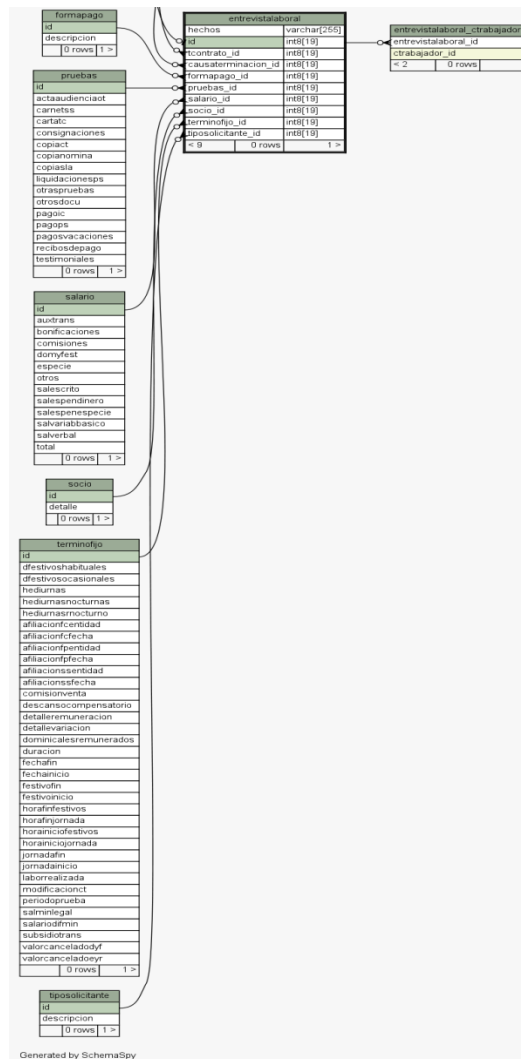 formapago
id
descripcion
0 rows 1 >
pruebas
id
actaaudienciaot
carnetss
cartatc
consignaciones
copiact
copianomina
copiasla
liquidacionesps
otraspruebas
otrosdocu
pagoic
pagops
pagosvacaciones
recibosdepago
testimoniales
0 rows 1 >
salario
id
auxtrans
bonificaciones
comisiones
domyfest
especie
otros
salescrito
salespendinero
salespenespecie
salvariabbasico
salverbal
total
0 rows 1 >
socio
id
detalle
0 rows 1 >
terminofijo
id
dfestivoshabituales
dfestivosocasionales
hediurnas
hediurnasnocturnas
hediurnasrnocturno
afiliacionfcentidad
afiliacionfcfecha
afiliacionfpentidad
afiliacionfpfecha
afiliacionssentidad
afiliacionssfecha
comisionventa
descansocompensatorio
detalleremuneracion
detallevariacion
dominicalesremunerados
duracion
fechafin
fechainicio
festivofin
festivoinicio
horafinfestivos
horafinjornada
horainiciofestivos
horainiciojornada
jornadafin
jornadainicio
laborrealizada
modificacionct
periodoprueba
salminlegal
salariodifmin
subsidiotrans
valorcanceladodyf
valorcanceladoeyr
0 rows 1 >
tiposolicitante
id
descripcion
0 rows 1 >
entrevistalaboral
hechos varchar[255]
id int8[19]
tcontrato_id int8[19]
causaterminacion_id int8[19]
formapago_id int8[19]
pruebas_id int8[19]
salario_id int8[19]
socio_id int8[19]
terminofijo_id int8[19]
tiposolicitante_id int8[19]
< 9 0 rows 1 >
entrevistalaboral_ctrabajador
entrevistalaboral_id
ctrabajador_id
< 2 0 rows
Generated by SchemaSpy